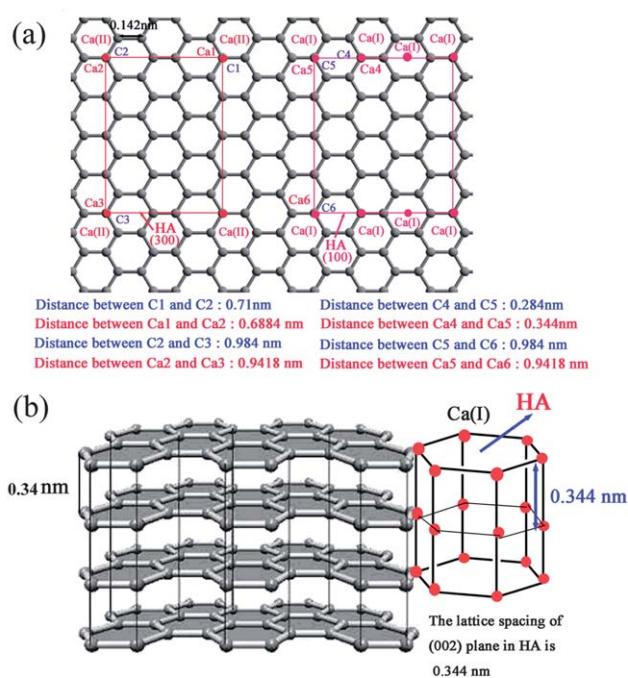 (a)
0.142nm
Ca(II) Ca(II) Ca(I) Ca(I) Ca(I) Ca(I)
C2 Ca1 C4
Ca2 C1 Ca5 C5 Ca4
Ca3 Ca6
C3 C6
Ca(II) HA Ca(II) Ca(I) HA Ca(I) Ca(I) Ca(I)
(300) (100)
Distance between C1 and C2 : 0.71nm
Distance between Ca1 and Ca2 : 0.6884 nm
Distance between C2 and C3 : 0.984 nm
Distance between Ca2 and Ca3 : 0.9418 nm
Distance between C4 and C5 : 0.284nm
Distance between Ca4 and Ca5 : 0.344nm
Distance between C5 and C6 : 0.984 nm
Distance between Ca5 and Ca6 : 0.9418 nm
(b)
HA
Ca(I)
0.34 nm
0.344 nm
The lattice spacing of
(002) plane in HA is
0.344 nm